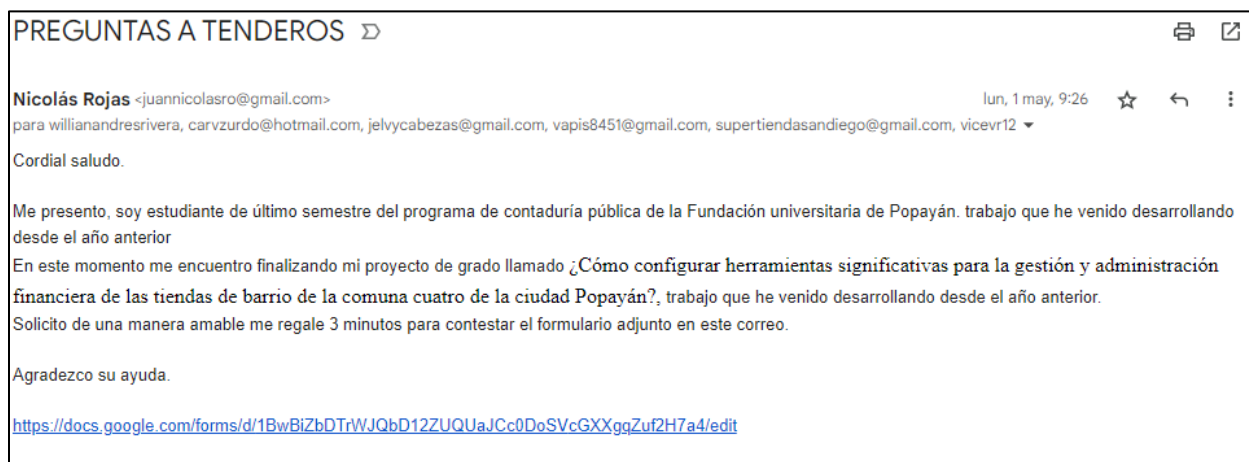 PREGUNTAS A TENDEROS
Nicolás Rojas <juannicolasro@gmail.com> lun, 1 may, 9:26
para willianandresrivera, carvzurdo@hotmail.com, jelvycabezas@gmail.com, vapis8451@gmail.com, supertiendasandiego@gmail.com, vicevr12
Cordial saludo.
Me presento, soy estudiante de último semestre del programa de contaduría pública de la Fundación universitaria de Popayán. trabajo que he venido desarrollando
desde el año anterior
En este momento me encuentro finalizando mi proyecto de grado llamado ¿Cómo configurar herramientas significativas para la gestión y administración
financiera de las tiendas de barrio de la comuna cuatro de la ciudad Popayán?, trabajo que he venido desarrollando desde el año anterior.
Solicito de una manera amable me regale 3 minutos para contestar el formulario adjunto en este correo.
Agradezco su ayuda.
https://docs.google.com/forms/d/1BwBiZbDTrWJQbD12ZUQUaJCc0DoSVcGXXgqZuf2H7a4/edit